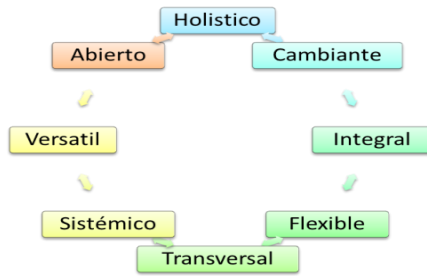 Holistico
Abierto
Cambiante
Versatil
Integral
Sistémico
Flexible
Transversal